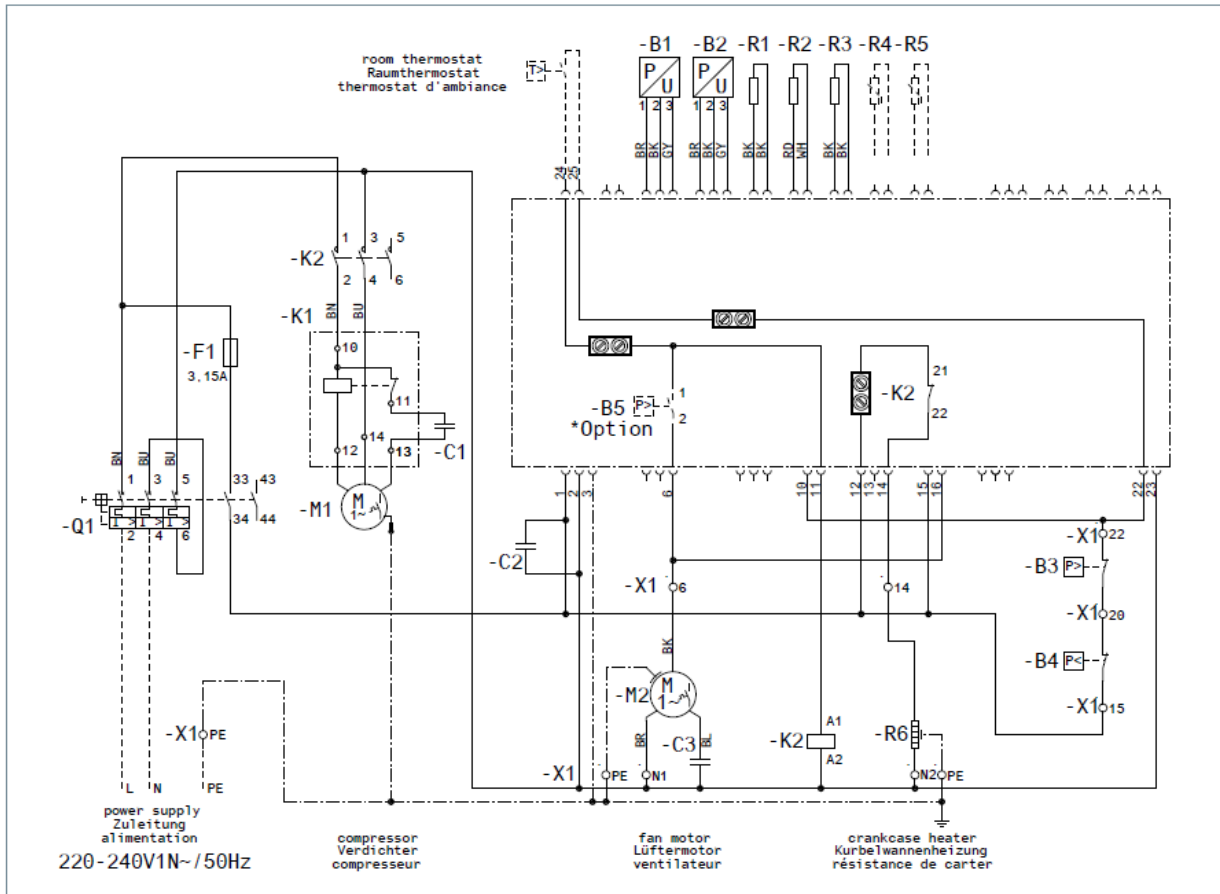 room thermostat
Raumthermostat
thermostat d'ambiance
T>
-B1 -B2 -R1 -R2 -R3 -R4 -R5
P U P U
1 2 3 1 2 3
BR BK GY BR BK GY BK BK RD WH BK BK
24 25
1 3 5
-K2
2 4 6
BN BU
-K1
10
-F1
3,15A
11
12 14 13
-C1
-M1
M
1~
BN BU BU
1 3 5 33 43
-Q1
I> I> I>
2 4 6 34 44
-B5 P> 1
*Option 2
-K2 21
22
1 2 3 6 10 11 12 13 14 15 16 22 23
-C2
-X1 6
14
-X1 22
-B3 P>
-X1 20
-B4 P<
-X1 15
BK
-M2
M
1~
BR -C3 BL
-K2 A1
A2
-R6
-X1 PE
-X1 PE N1
N2 PE
L N PE
power supply
Zuleitung
alimentation
220-240V1N~/50Hz
compressor
Verdichter
compresseur
fan motor
Lüftermotor
ventilateur
crankcase heater
Kurbelwannenheizung
résistance de carter